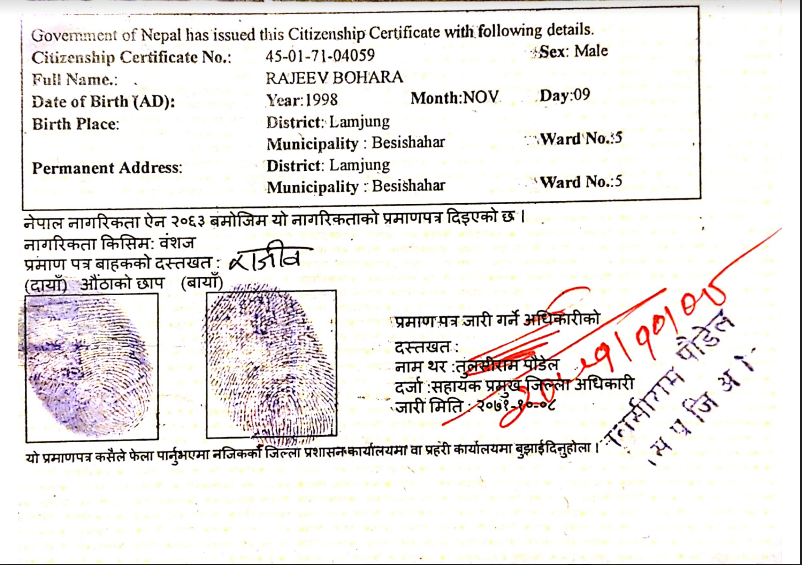 Government of Nepal has issued this Citizenship Certificate with following details.
Citizenship Certificate No.: 45-01-71-04059 Sex: Male
Full Name.: RAJEEV BOHARA
Date of Birth (AD): Year:1998 Month:NOV Day:09
Birth Place: District: Lamjung
Municipality : Besishahar Ward No.:5
Permanent Address: District: Lamjung
Municipality : Besishahar Ward No.:5
नेपाल नागरिकता ऐन २०६३ बमोजिम यो नागरिकताको प्रमाणपत्र दिइएको छ ।
नागरिकता किसिम: वंशज
प्रमाण पत्र बाहकको दस्तखत : राजीव
(दायाँ) औंठाको छाप (बायाँ)
प्रमाण पत्र जारी गर्ने अधिकारीको
दस्तखत :
नाम थर : तुलसीराम पौडेल
दर्जा : सहायक प्रमुख जिल्ला अधिकारी
जारी मिति : २०७१-१०-०८
यो प्रमाणपत्र कसैले फेला पार्नुभएमा नजिकको जिल्ला प्रशासन कार्यालयमा वा प्रहरी कार्यालयमा बुझाईदिनुहोला ।
पौडेल
स प्र जि अ ।